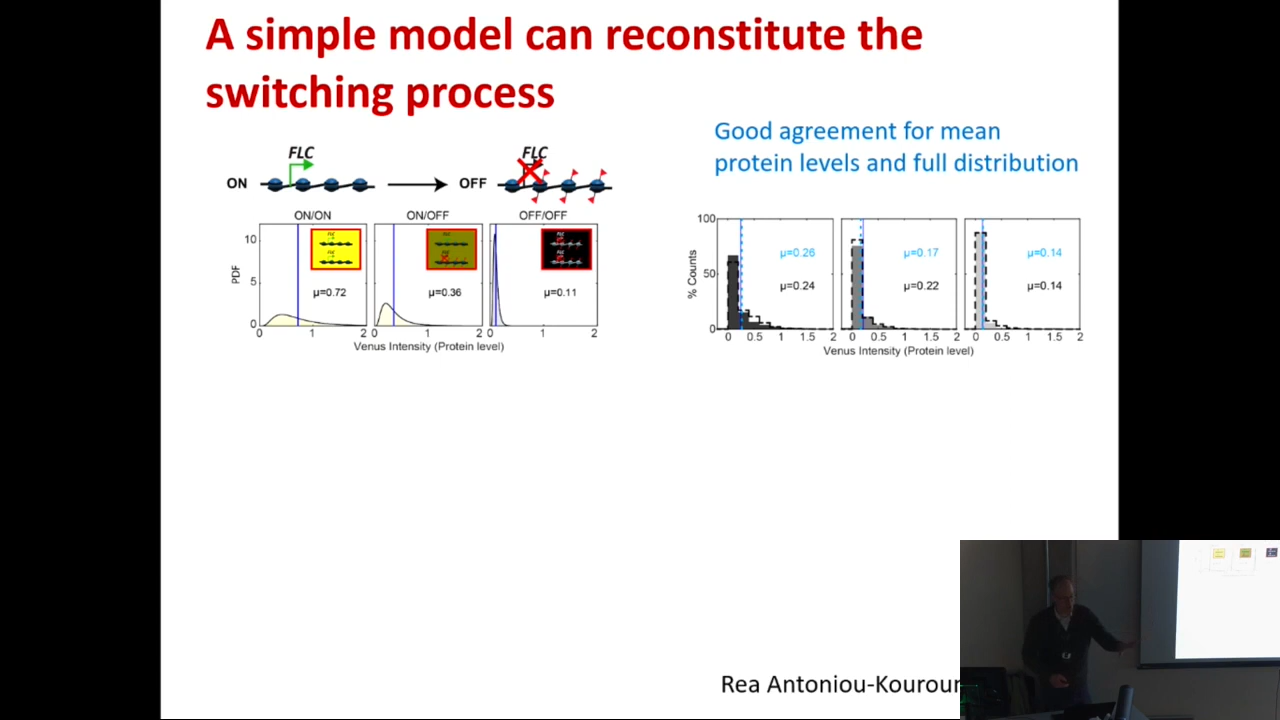 A simple model can reconstitute the
switching process
Good agreement for mean
protein levels and full distribution
FLC
FLC
ON
OFF
ON/ON
ON/OFF
OFF/OFF
PDF
10
5
0
μ=0.72
μ=0.36
μ=0.11
0 1 2 0 1 2 0 1 2
Venus Intensity (Protein level)
% Counts
100
50
0
μ=0.26
μ=0.24
μ=0.17
μ=0.22
μ=0.14
μ=0.14
0 0.5 1 1.5 2 0 0.5 1 1.5 2 0 0.5 1 1.5 2
Venus Intensity (Protein level)
Rea